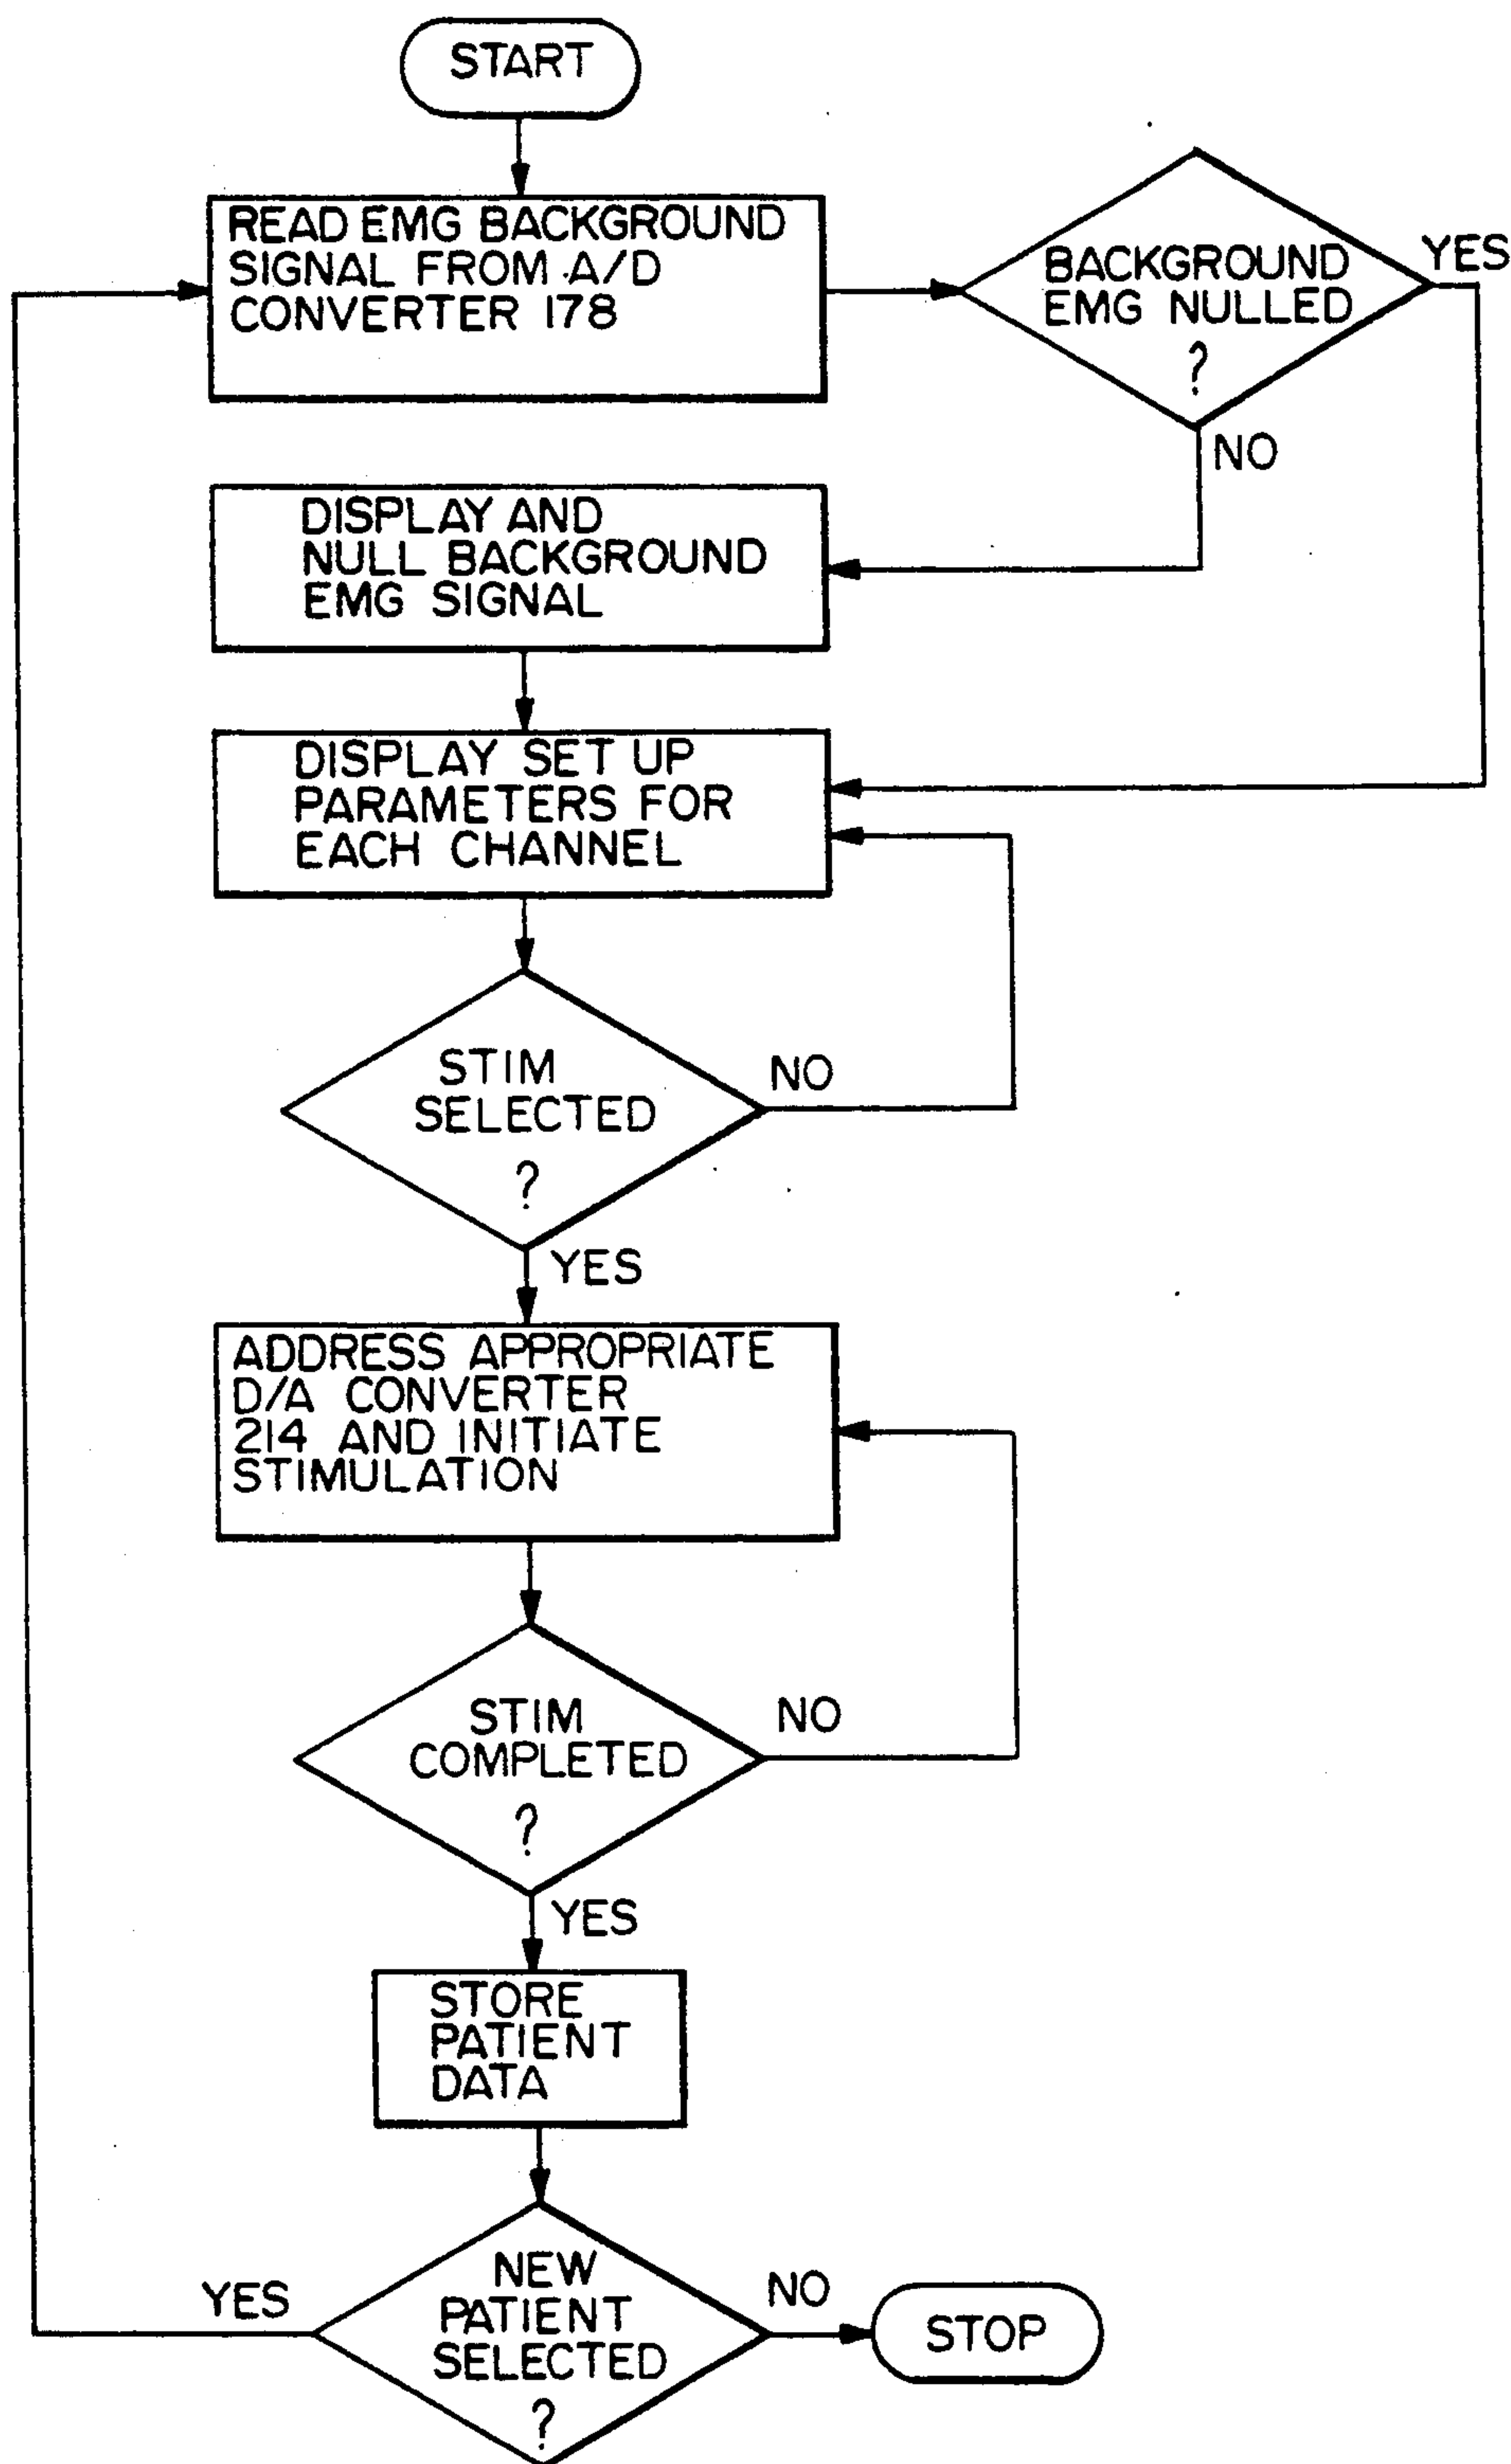 START
READ EMG BACKGROUND
SIGNAL FROM A/D
CONVERTER 178
BACKGROUND
EMG NULLED
?
YES
NO
DISPLAY AND
NULL BACKGROUND
EMG SIGNAL
DISPLAY SET UP
PARAMETERS FOR
EACH CHANNEL
STIM
SELECTED
?
NO
YES
ADDRESS APPROPRIATE
D/A CONVERTER
214 AND INITIATE
STIMULATION
STIM
COMPLETED
?
NO
YES
STORE
PATIENT
DATA
NEW
PATIENT
SELECTED
?
YES
NO
STOP